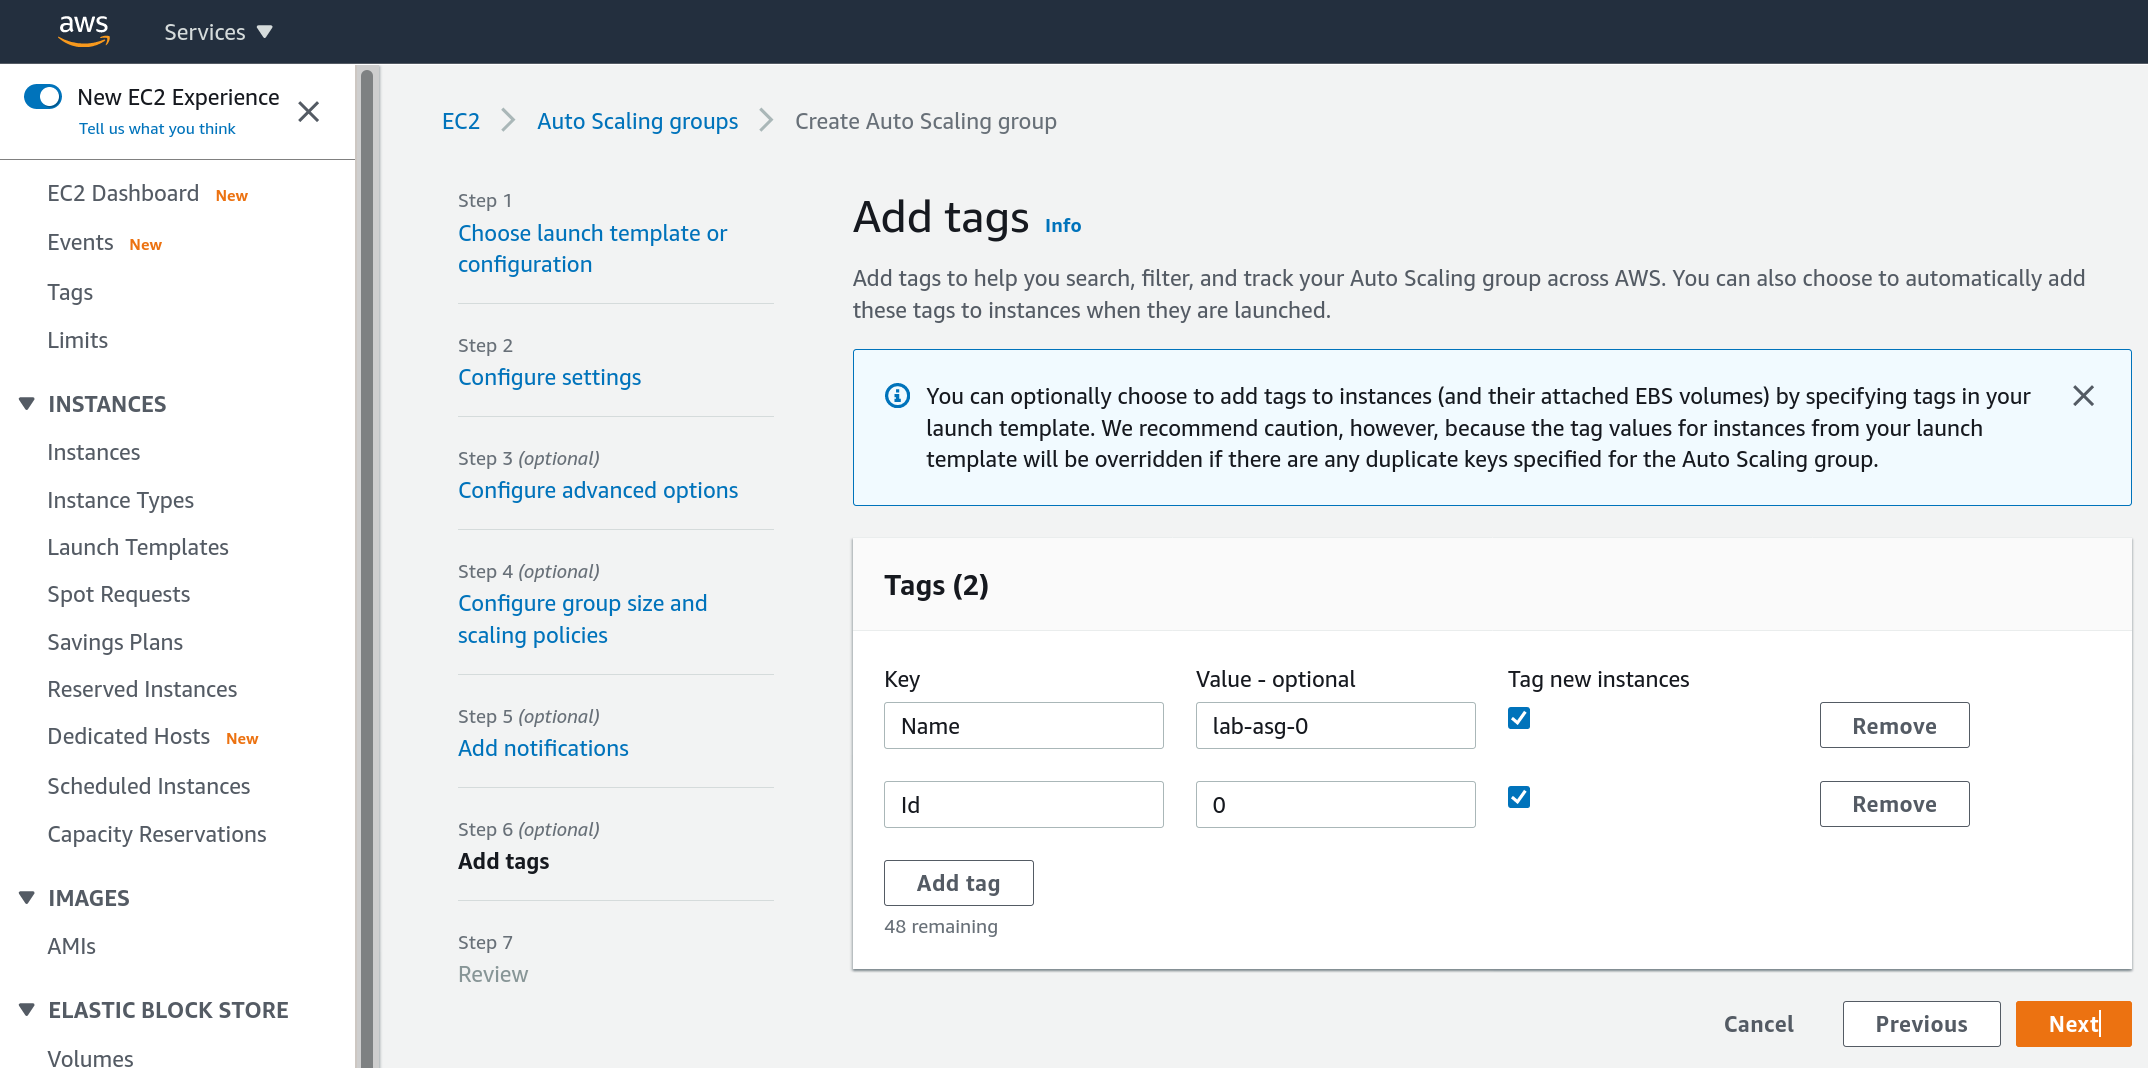 aws
Services
New EC2 Experience
Tell us what you think
EC2 Dashboard New
Events New
Tags
Limits
INSTANCES
Instances
Instance Types
Launch Templates
Spot Requests
Savings Plans
Reserved Instances
Dedicated Hosts New
Scheduled Instances
Capacity Reservations
IMAGES
AMIs
ELASTIC BLOCK STORE
Volumes
EC2 Auto Scaling groups Create Auto Scaling group
Step 1
Choose launch template or
configuration
Step 2
Configure settings
Step 3 (optional)
Configure advanced options
Step 4 (optional)
Configure group size and
scaling policies
Step 5 (optional)
Add notifications
Step 6 (optional)
Add tags
Step 7
Review
Add tags Info
Add tags to help you search, filter, and track your Auto Scaling group across AWS. You can also choose to automatically add
these tags to instances when they are launched.
You can optionally choose to add tags to instances (and their attached EBS volumes) by specifying tags in your
launch template. We recommend caution, however, because the tag values for instances from your launch
template will be overridden if there are any duplicate keys specified for the Auto Scaling group.
Tags (2)
Key Value - optional Tag new instances
Name lab-asg-0 Remove
Id 0 Remove
Add tag
48 remaining
Cancel Previous Next